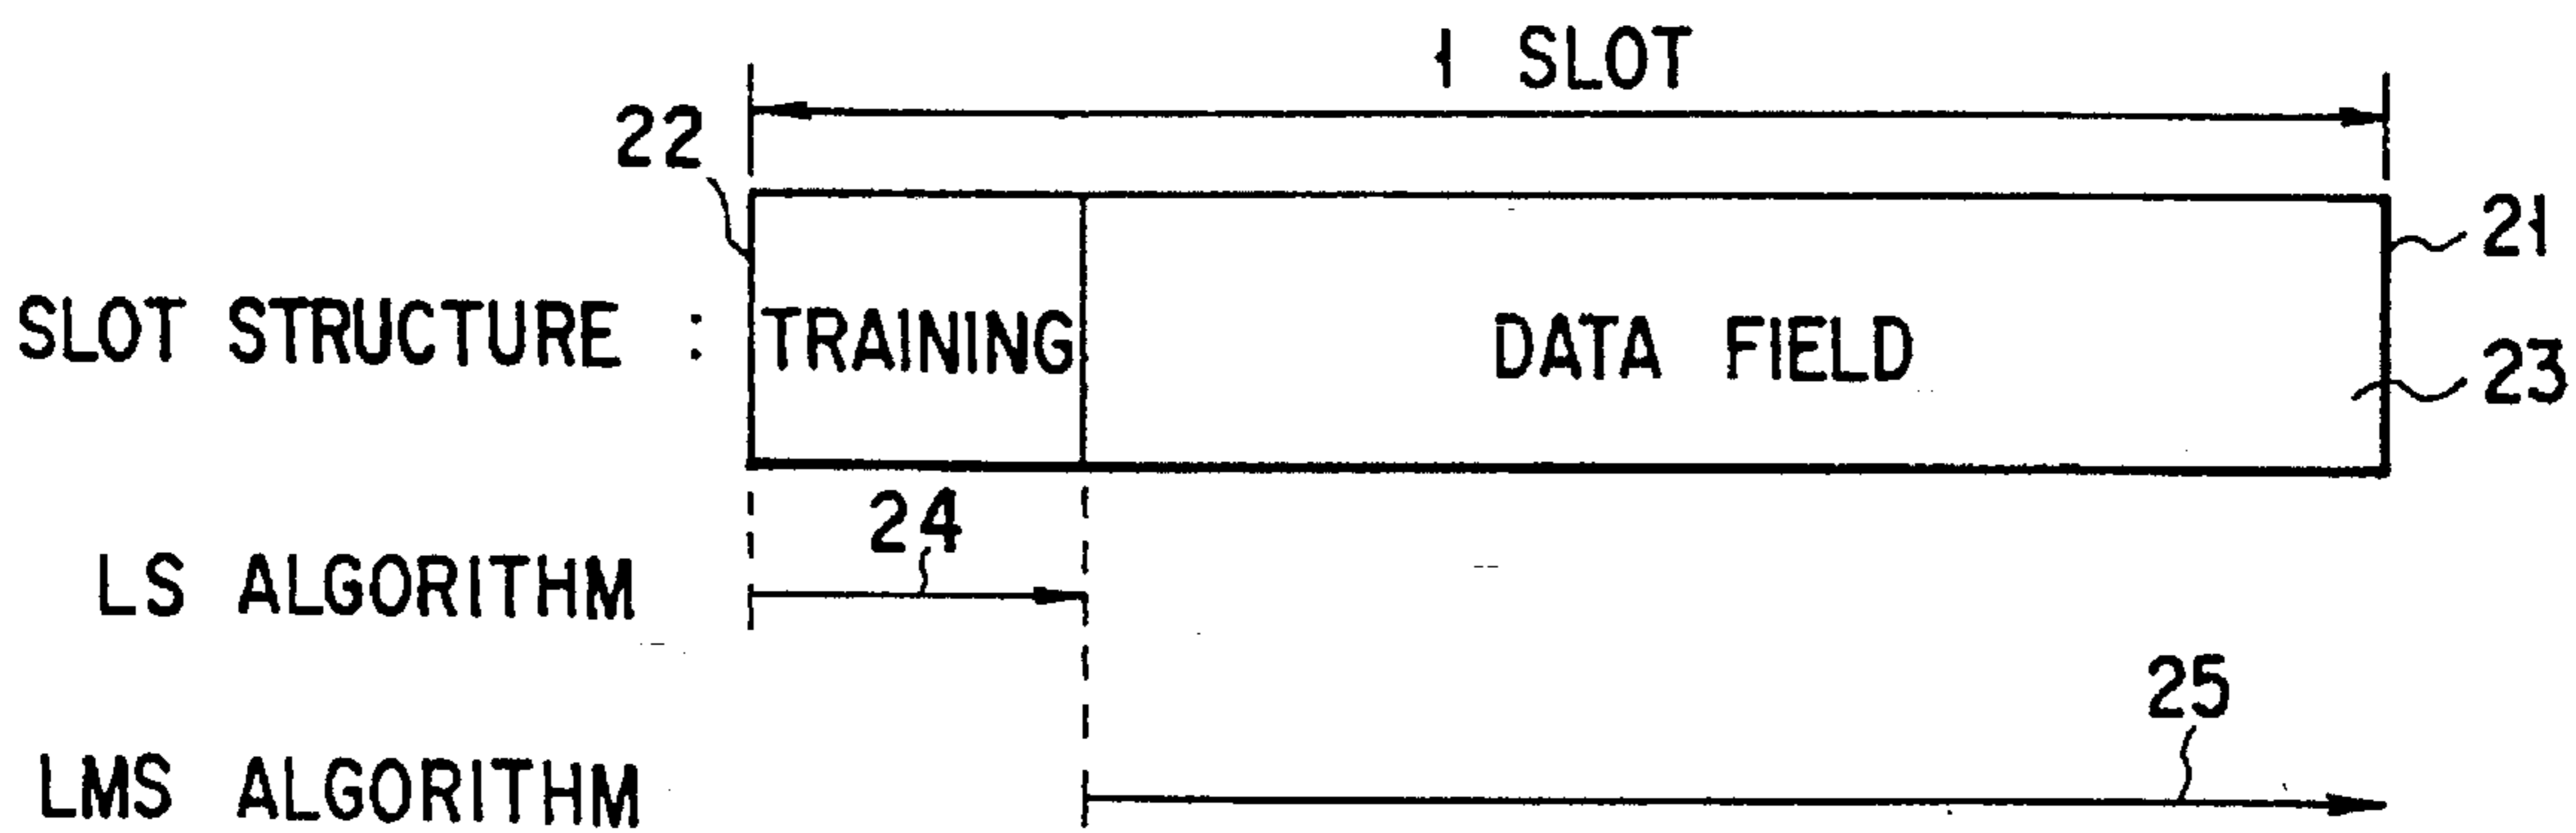 1 SLOT
22
21
SLOT STRUCTURE : TRAINING DATA FIELD
23
24
LS ALGORITHM
25
LMS ALGORITHM